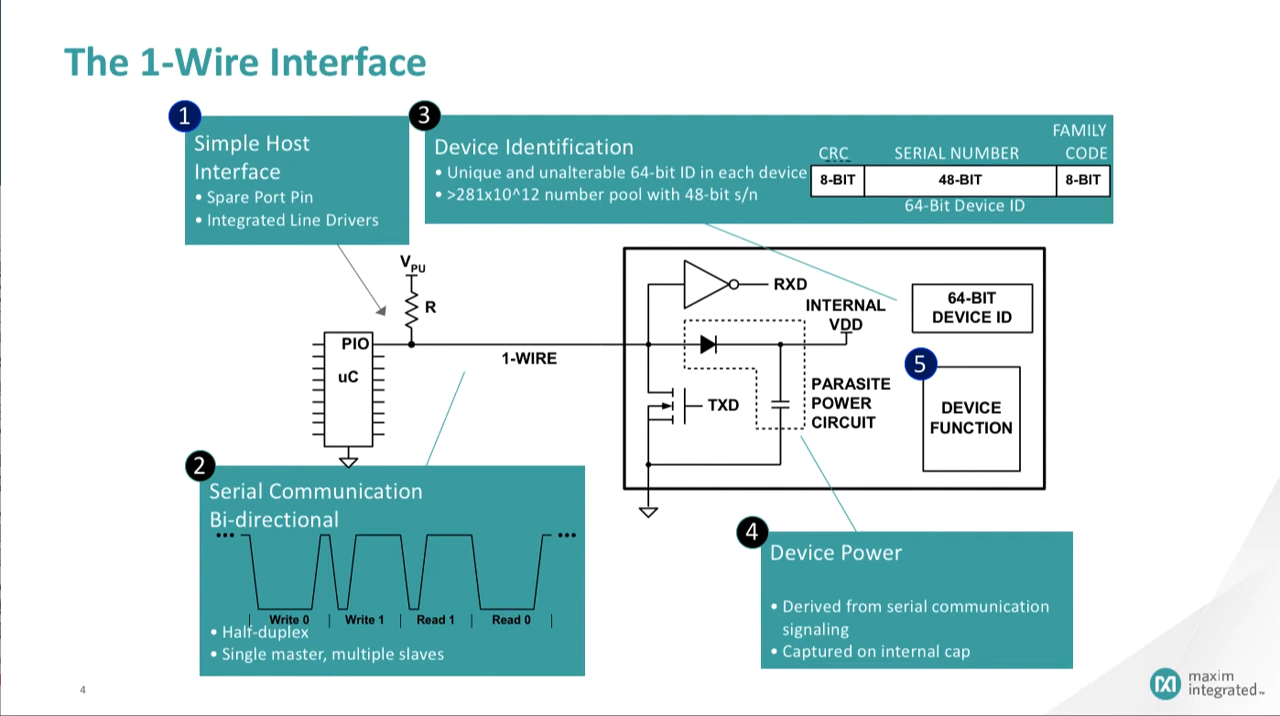 The 1-Wire Interface
1
Simple Host
Interface
• Spare Port Pin
• Integrated Line Drivers
3
Device Identification
• Unique and unalterable 64-bit ID in each device
• >281x10^12 number pool with 48-bit s/n
CRC
SERIAL NUMBER
FAMILY
CODE
8-BIT
48-BIT
8-BIT
64-Bit Device ID
VPU
R
PIO
uC
1-WIRE
RXD
INTERNAL
VDD
TXD
PARASITE
POWER
CIRCUIT
64-BIT
DEVICE ID
5
DEVICE
FUNCTION
2
Serial Communication
Bi-directional
••• •••
| Write 0 | Write 1 | Read 1 | Read 0 |
• Half-duplex
• Single master, multiple slaves
4
Device Power
• Derived from serial communication
signaling
• Captured on internal cap
4
maxim
integrated™